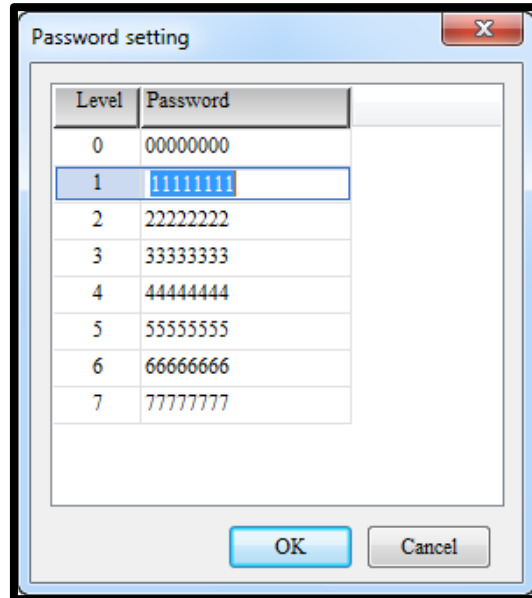 Password setting
Level Password
0 00000000
1 11111111
2 22222222
3 33333333
4 44444444
5 55555555
6 66666666
7 77777777
OK Cancel